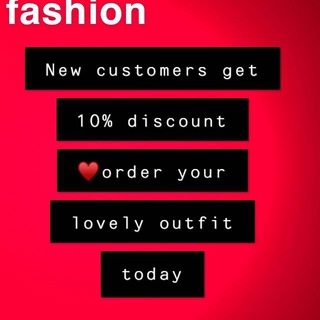 fashion
New customers get
10% discount
❤️order your
lovely outfit
today